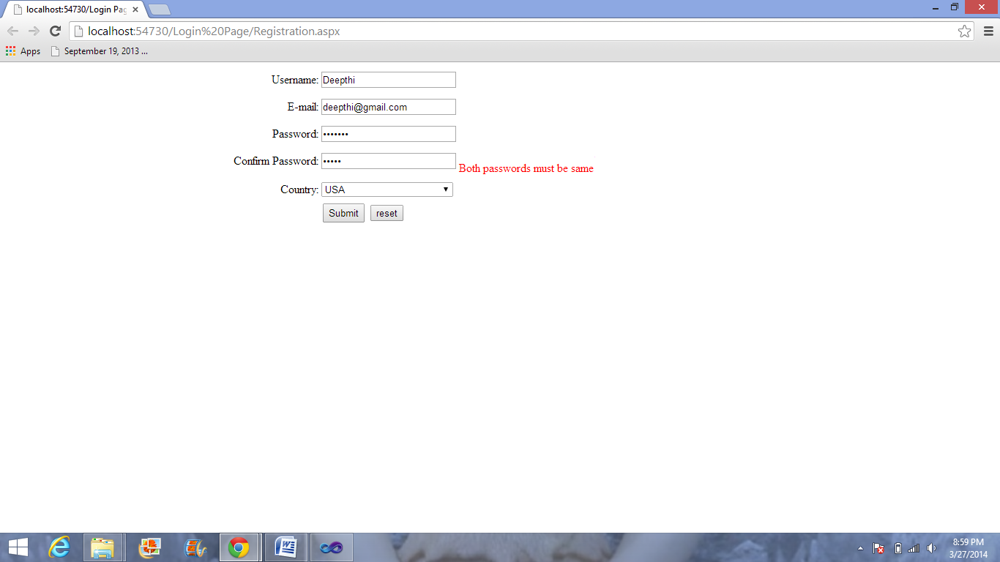 localhost:54730/Login Pag
localhost:54730/Login%20Page/Registration.aspx
Apps September 19, 2013 ...
Username: Deepthi
E-mail: deepthi@gmail.com
Password: •••••••
Confirm Password: ••••• Both passwords must be same
Country: USA
Submit reset
8:59 PM
3/27/2014